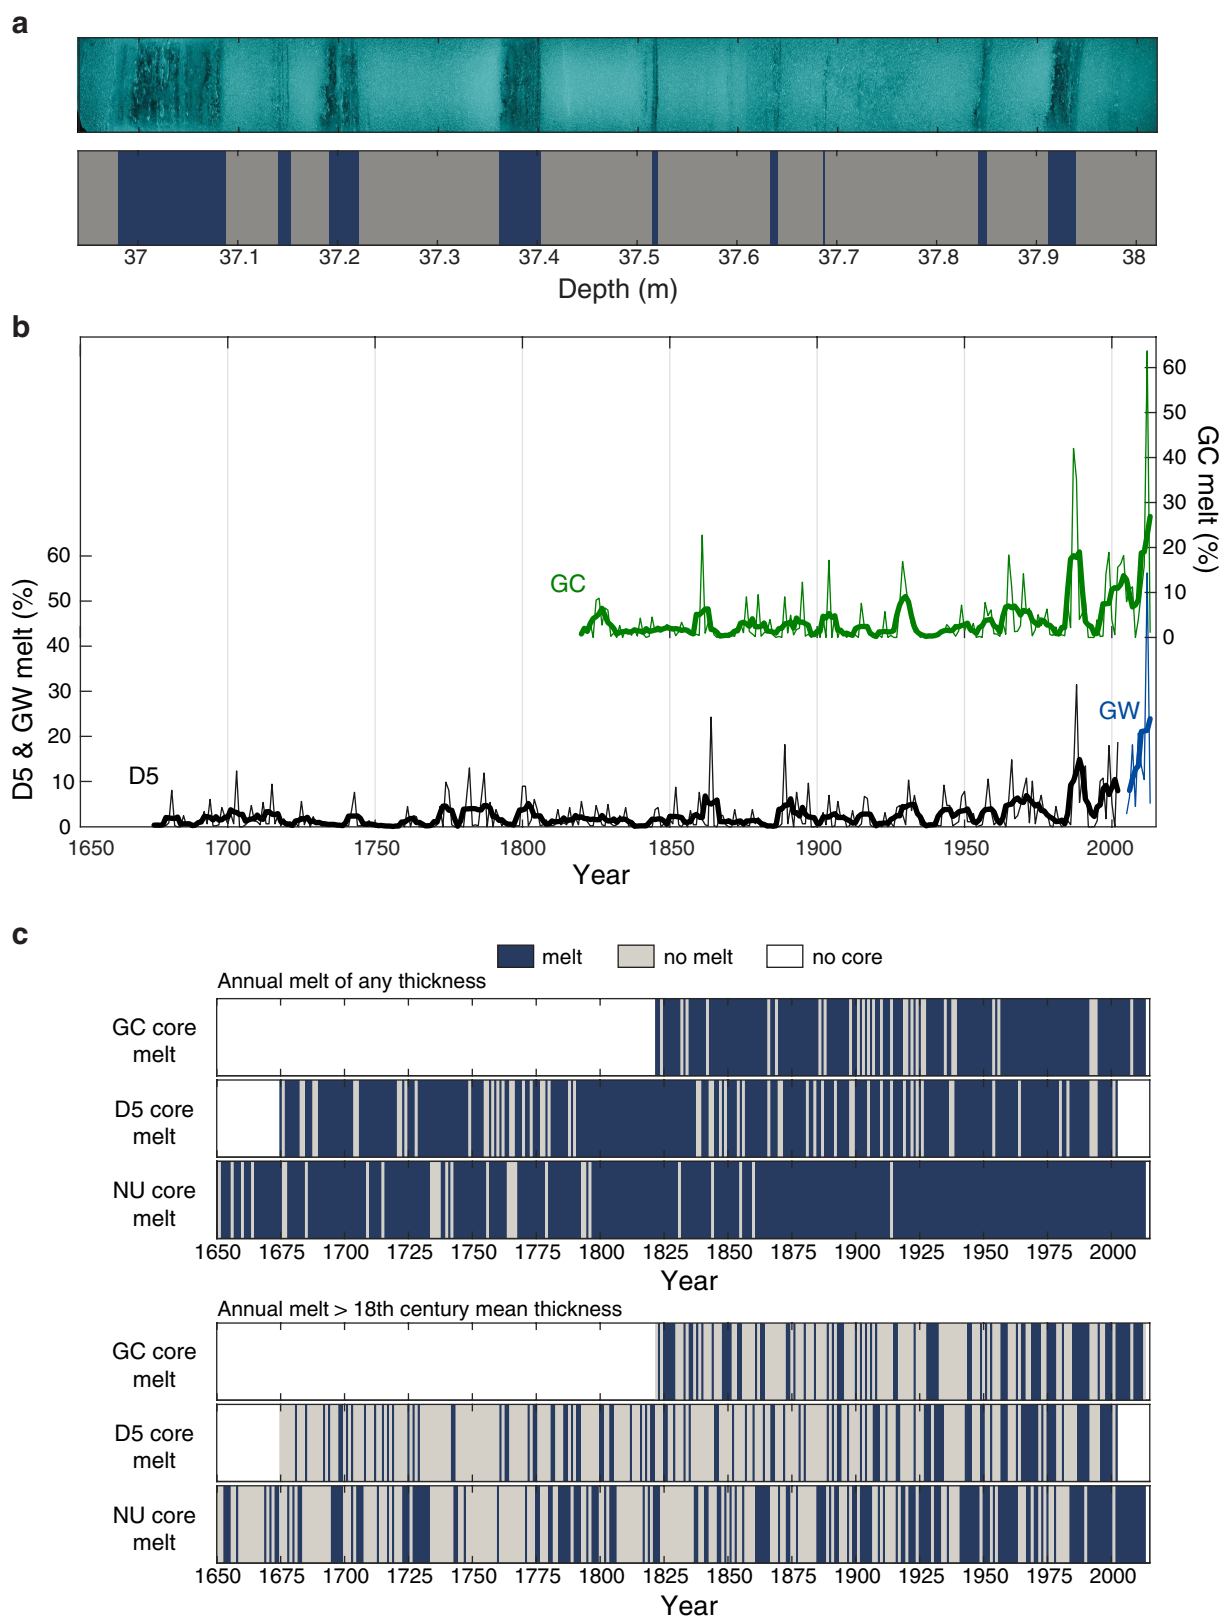 a
37 37.1 37.2 37.3 37.4 37.5 37.6 37.7 37.8 37.9 38
Depth (m)
b
60
50
40
30
20
10
0
GC melt (%)
60
50
40
30
20
10
0
D5 & GW melt (%)
GC
GW
D5
1650 1700 1750 1800 1850 1900 1950 2000
Year
c
melt no melt no core
Annual melt of any thickness
GC core
melt
D5 core
melt
NU core
melt
1650 1675 1700 1725 1750 1775 1800 1825 1850 1875 1900 1925 1950 1975 2000
Year
Annual melt > 18th century mean thickness
GC core
melt
D5 core
melt
NU core
melt
1650 1675 1700 1725 1750 1775 1800 1825 1850 1875 1900 1925 1950 1975 2000
Year